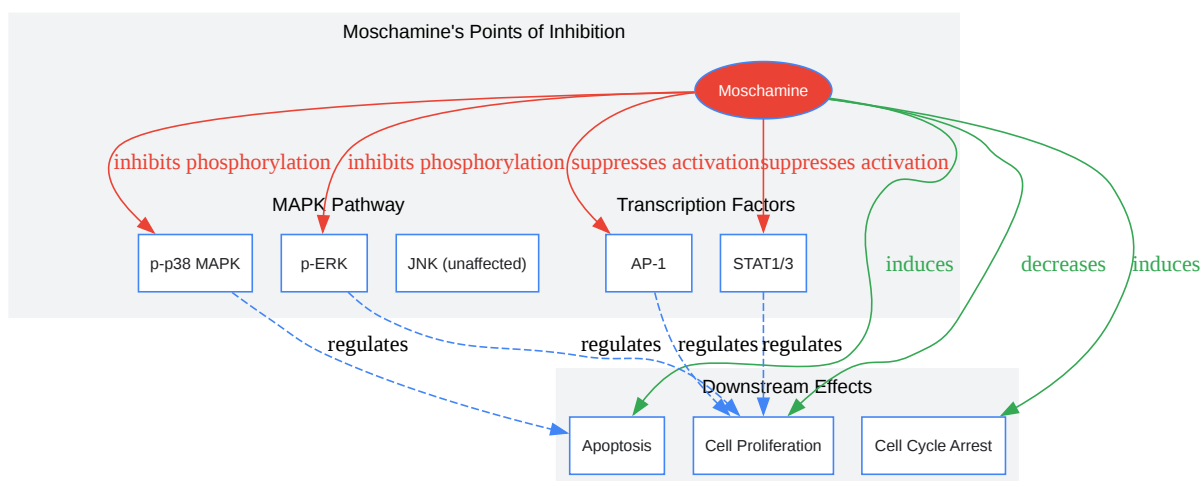 Moschamine's Points of Inhibition
Moschamine
inhibits phosphorylation
inhibits phosphorylation
suppresses activation
suppresses activation
MAPK Pathway
Transcription Factors
p-p38 MAPK
p-ERK
JNK (unaffected)
AP-1
STAT1/3
induces
decreases
induces
regulates
regulates
regulates
regulates
Downstream Effects
Apoptosis
Cell Proliferation
Cell Cycle Arrest